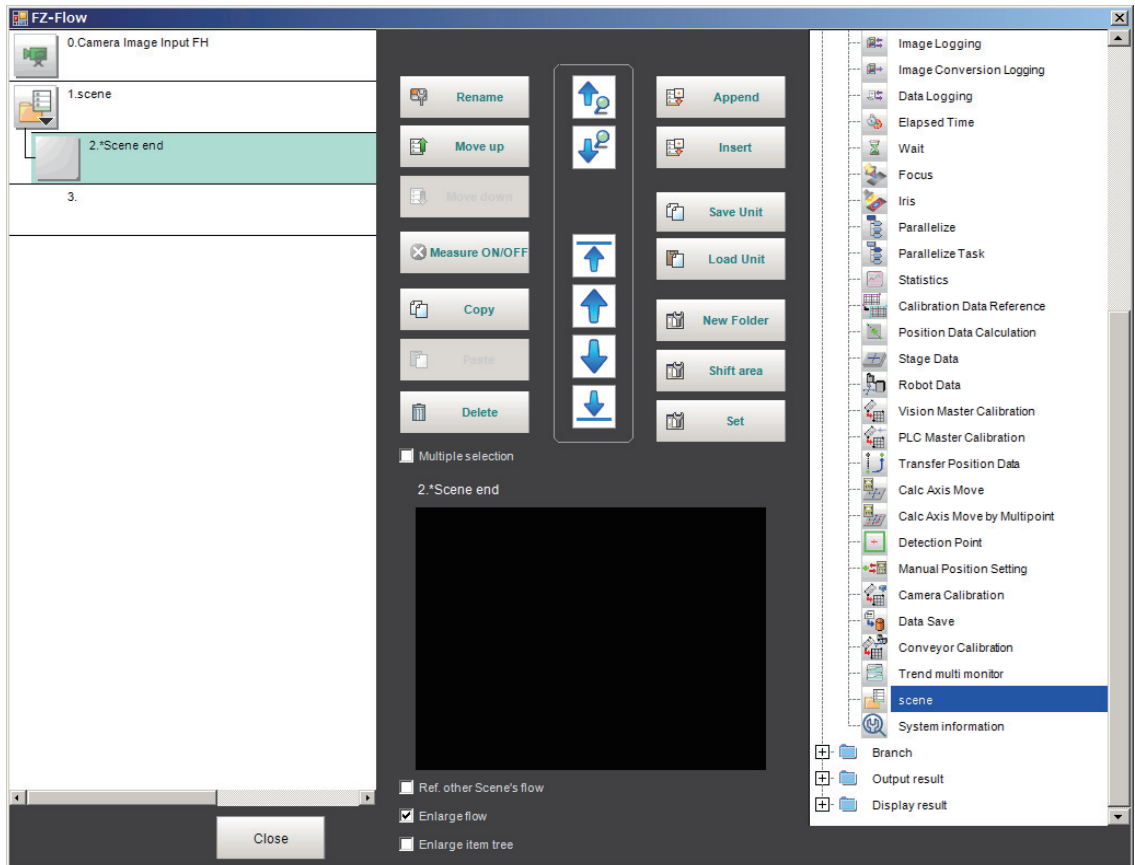 FZ-Flow
0.Camera Image Input FH
1.scene
2.*Scene end
3.
Rename
Move up
Move down
Measure ON/OFF
Copy
Paste
Delete
Append
Insert
Save Unit
Load Unit
New Folder
Shift area
Set
Multiple selection
2.*Scene end
Ref. other Scene's flow
Enlarge flow
Enlarge item tree
Close
Image Logging
Image Conversion Logging
Data Logging
Elapsed Time
Wait
Focus
Iris
Parallelize
Parallelize Task
Statistics
Calibration Data Reference
Position Data Calculation
Stage Data
Robot Data
Vision Master Calibration
PLC Master Calibration
Transfer Position Data
Calc Axis Move
Calc Axis Move by Multipoint
Detection Point
Manual Position Setting
Camera Calibration
Data Save
Conveyor Calibration
Trend multi monitor
scene
System information
Branch
Output result
Display result